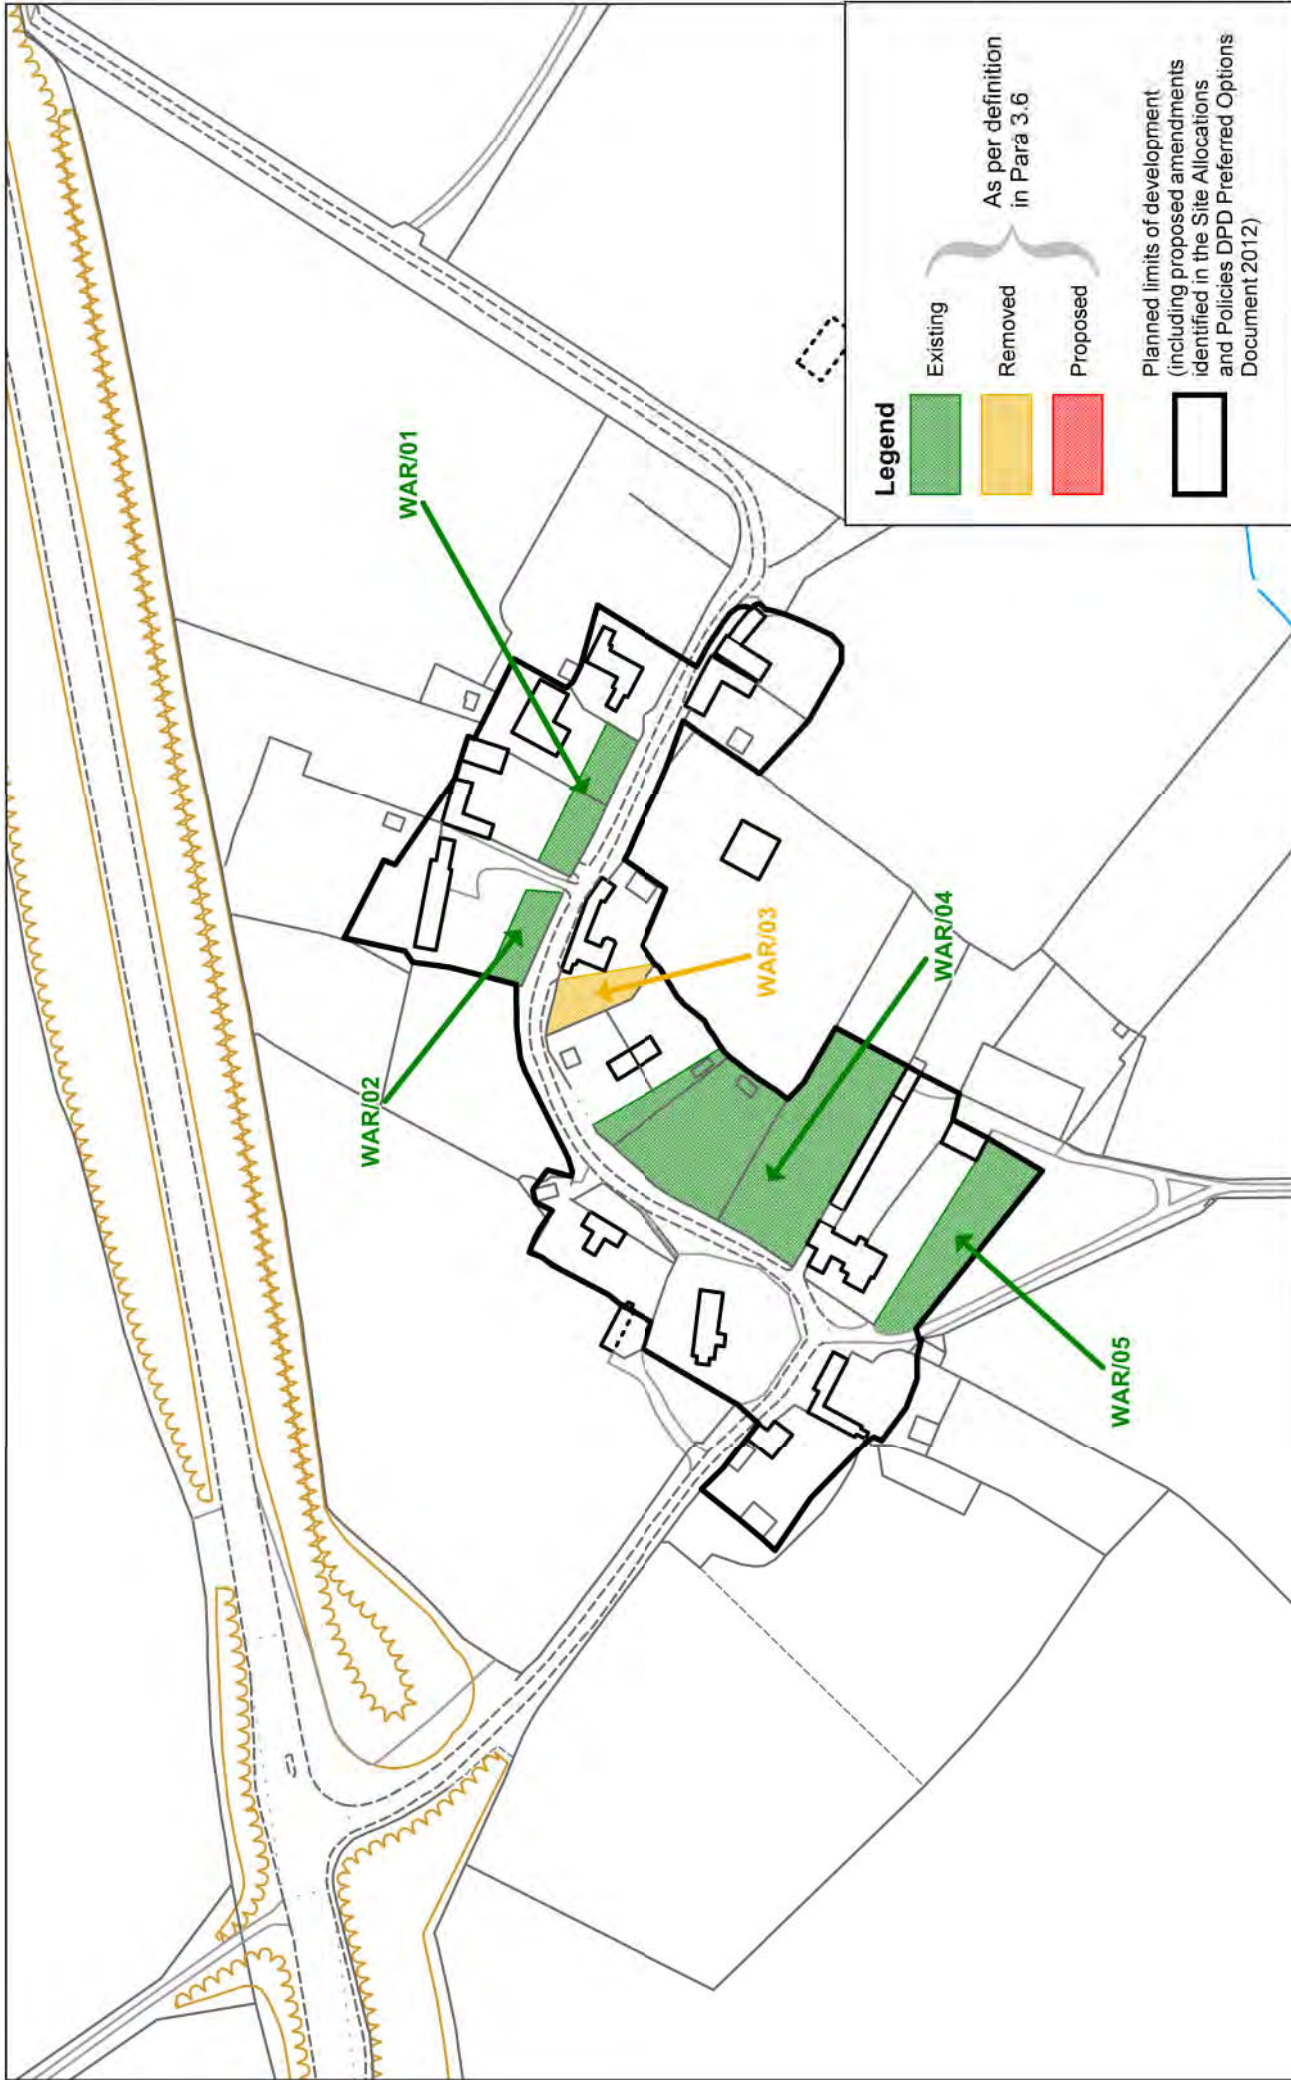 WAR/01
WAR/02
WAR/03
WAR/04
WAR/05
Legend
Existing
Removed
Proposed
As per definition
in Para 3.6
Planned limits of development
(including proposed amendments
identified in the Site Allocations
and Policies DPD Preferred Options
Document 2012)